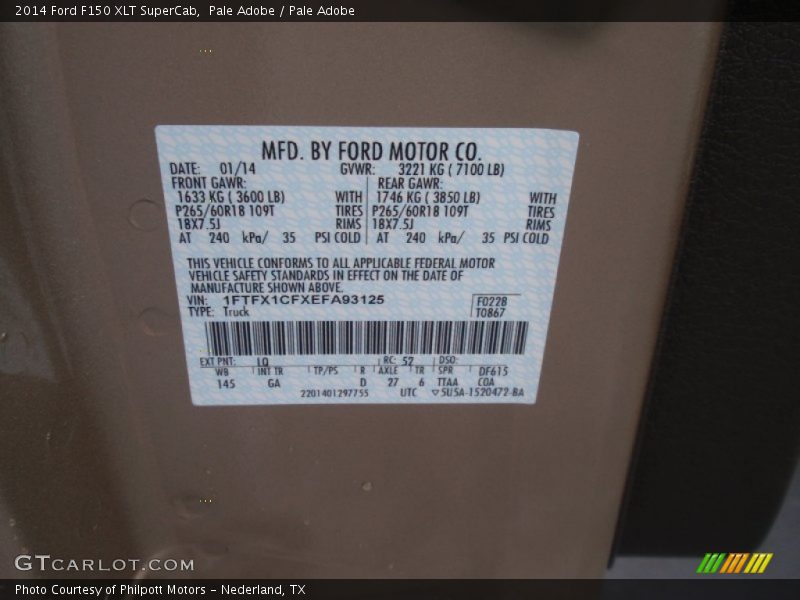 2014 Ford F150 XLT SuperCab, Pale Adobe / Pale Adobe
MFD. BY FORD MOTOR CO.
DATE: 01/14 GVWR: 3221 KG ( 7100 LB)
FRONT GAWR: REAR GAWR:
1633 KG ( 3600 LB) WITH 1746 KG ( 3850 LB) WITH
P265/60R18 109T TIRES P265/60R18 109T TIRES
18X7.5J RIMS 18X7.5J RIMS
AT 240 kPa/ 35 PSI COLD AT 240 kPa/ 35 PSI COLD
THIS VEHICLE CONFORMS TO ALL APPLICABLE FEDERAL MOTOR
VEHICLE SAFETY STANDARDS IN EFFECT ON THE DATE OF
MANUFACTURE SHOWN ABOVE.
VIN: 1FTFX1CFXEFA93125 F0228
TYPE: Truck T0867
EXT PNT: LQ RC: 52 DSO:
WB INT TR TP/PS R AXLE TR SPR DF615
145 GA D 27 6 TTAA COA
2201401297755 UTC ▽5U5A-1520472-BA
GTcarlot.com
Photo Courtesy of Philpott Motors - Nederland, TX